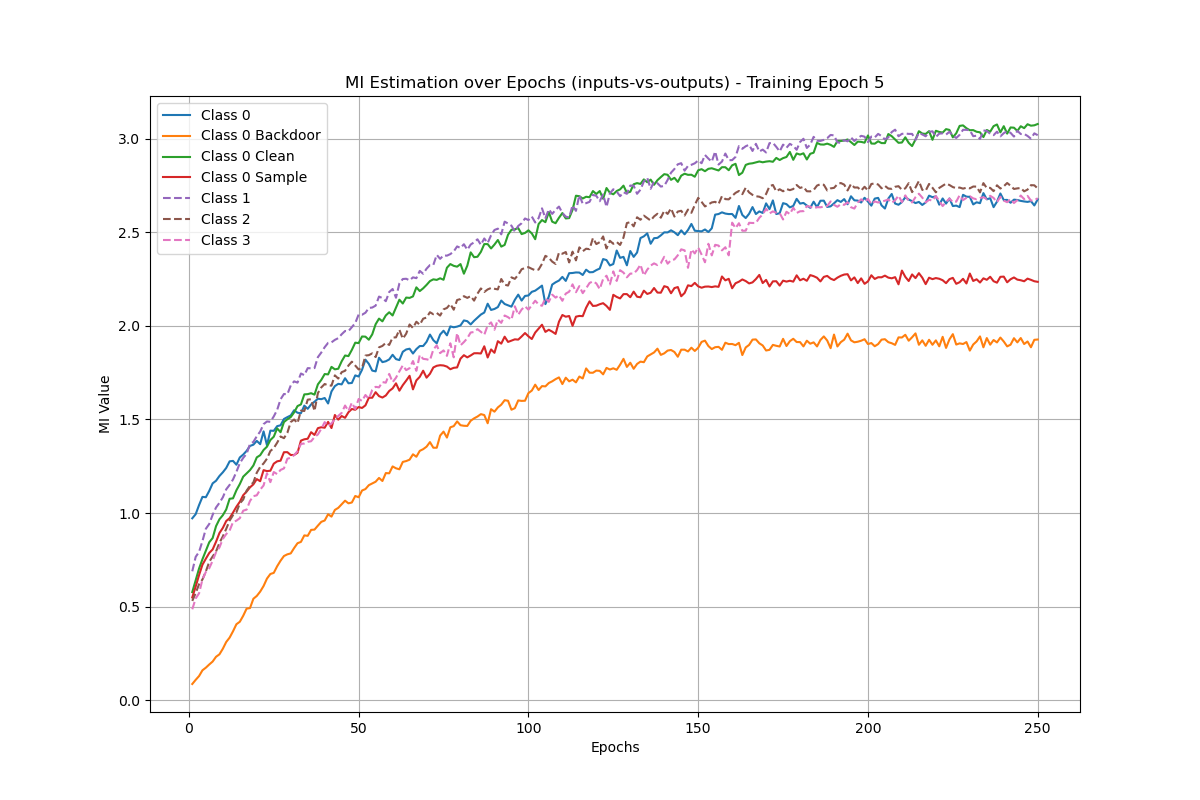 MI Estimation over Epochs (inputs-vs-outputs) - Training Epoch 5
Class 0
Class 0 Backdoor
Class 0 Clean
Class 0 Sample
Class 1
Class 2
Class 3
3.0
2.5
2.0
1.5
1.0
0.5
0.0
MI Value
0 50 100 150 200 250
Epochs